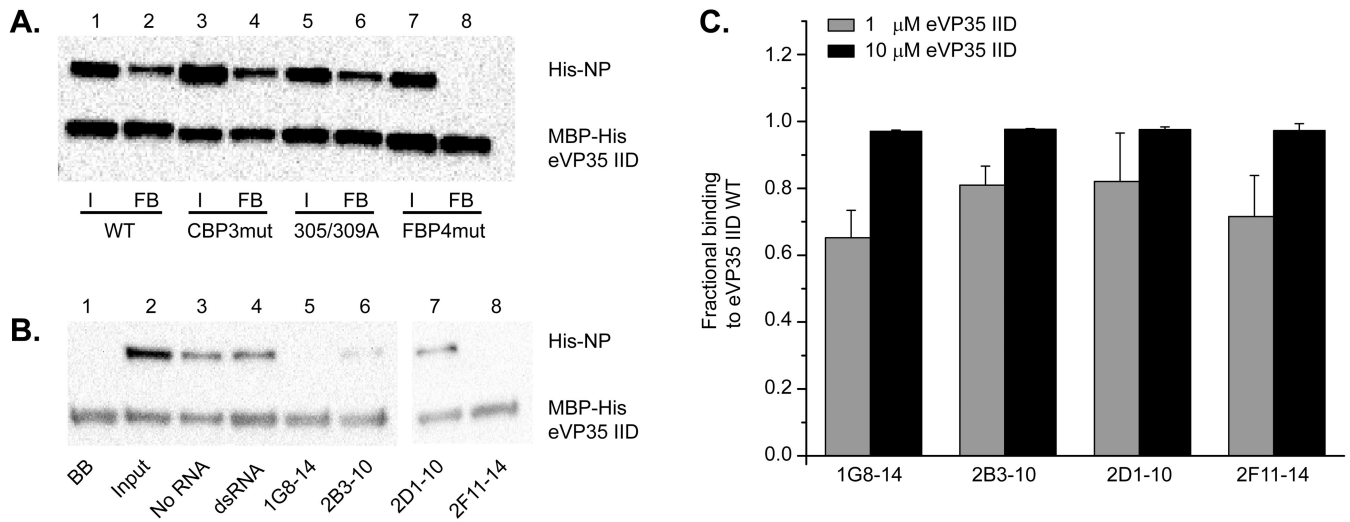 A.
1 2 3 4 5 6 7 8
His-NP
MBP-His
eVP35 IID
I FB I FB I FB I FB
WT CBP3mut 305/309A FBP4mut
B.
1 2 3 4 5 6 7 8
His-NP
MBP-His
eVP35 IID
BB Input No RNA dsRNA 1G8-14 2B3-10 2D1-10 2F11-14
C.
1 μM eVP35 IID
10 μM eVP35 IID
Fractional binding
to eVP35 IID WT
1.2
1.0
0.8
0.6
0.4
0.2
0.0
1G8-14 2B3-10 2D1-10 2F11-14